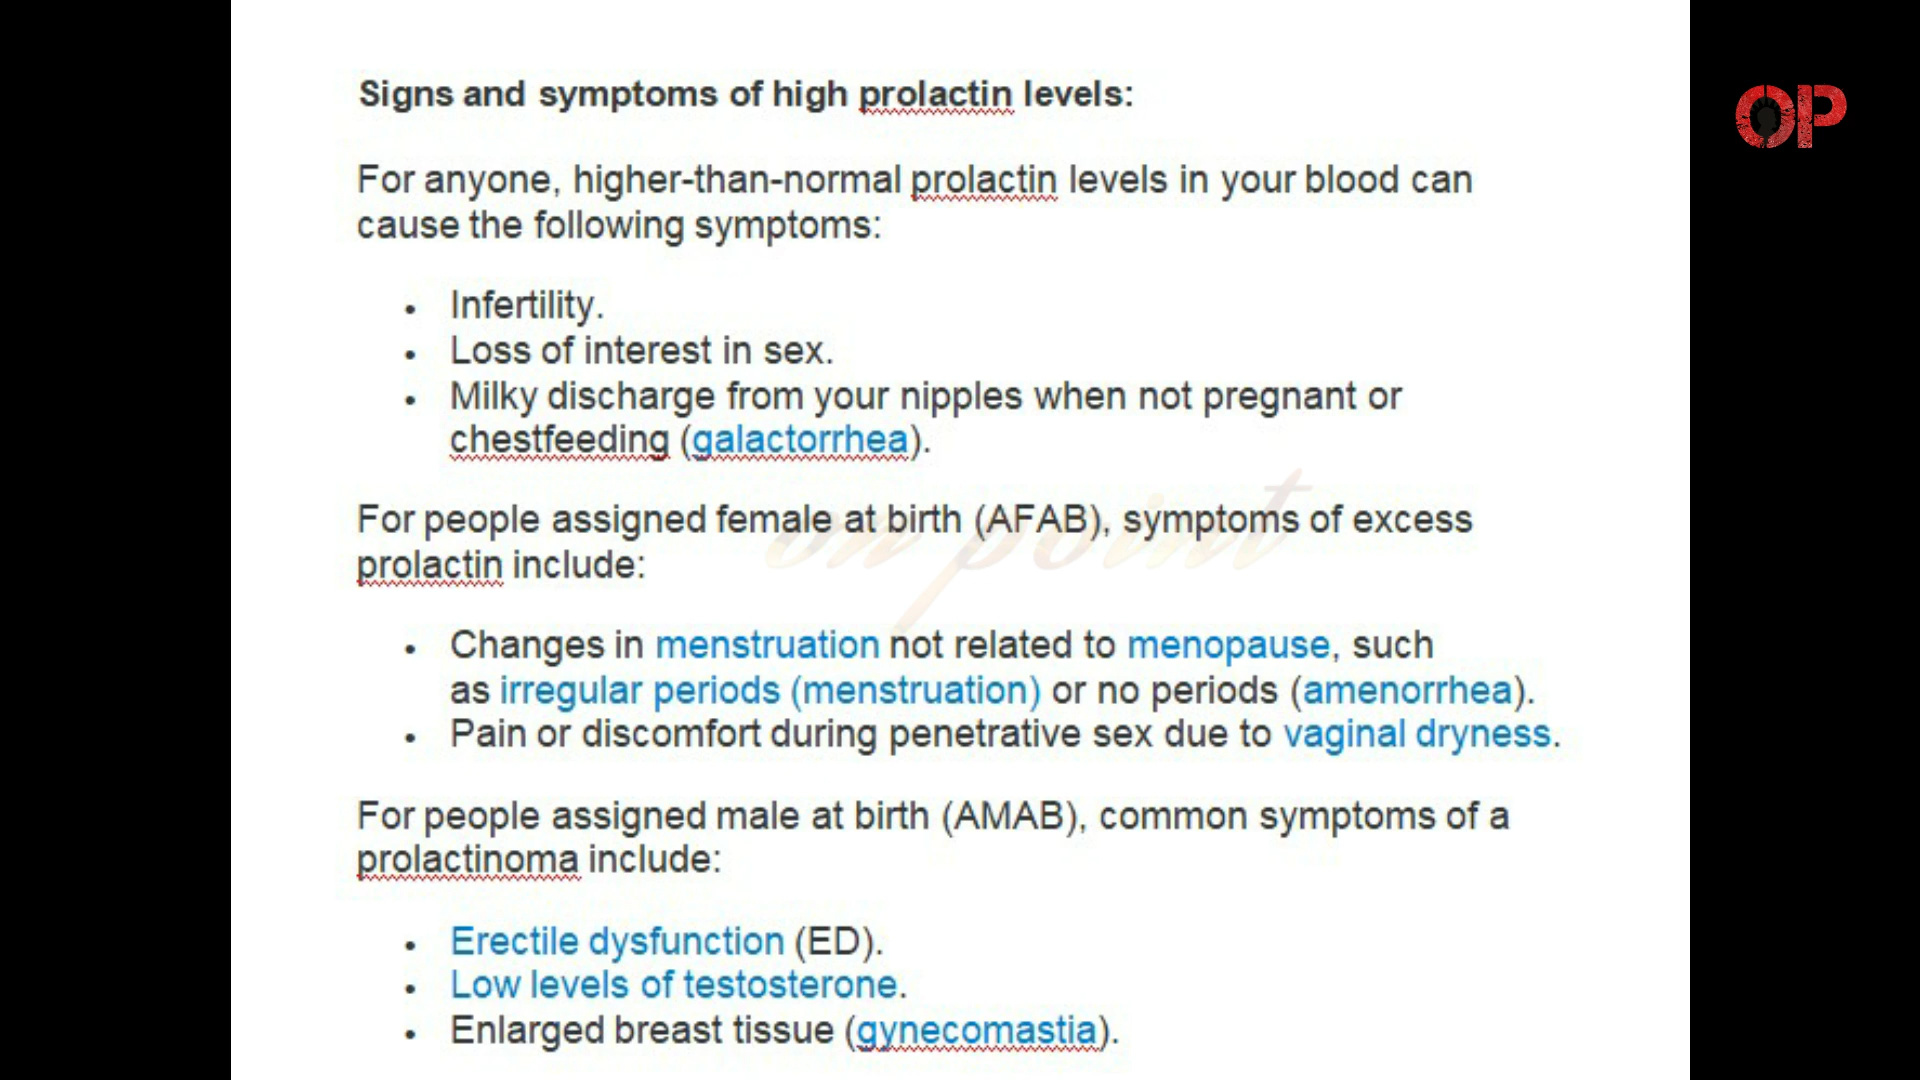 Signs and symptoms of high prolactin levels:
OP
For anyone, higher-than-normal prolactin levels in your blood can
cause the following symptoms:
• Infertility.
• Loss of interest in sex.
• Milky discharge from your nipples when not pregnant or
chestfeeding (galactorrhea).
on point
For people assigned female at birth (AFAB), symptoms of excess
prolactin include:
• Changes in menstruation not related to menopause, such
as irregular periods (menstruation) or no periods (amenorrhea).
• Pain or discomfort during penetrative sex due to vaginal dryness.
For people assigned male at birth (AMAB), common symptoms of a
prolactinoma include:
• Erectile dysfunction (ED).
• Low levels of testosterone.
• Enlarged breast tissue (gynecomastia).